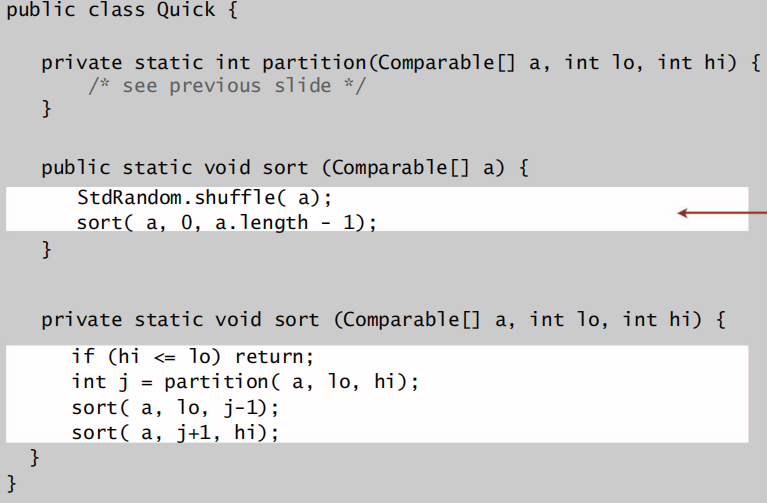 public class Quick {
private static int partition(Comparable[] a, int lo, int hi) {
/* see previous slide */
}
public static void sort (Comparable[] a) {
StdRandom.shuffle( a);
sort( a, 0, a.length - 1);
}
private static void sort (Comparable[] a, int lo, int hi) {
if (hi <= lo) return;
int j = partition( a, lo, hi);
sort( a, lo, j-1);
sort( a, j+1, hi);
}
}